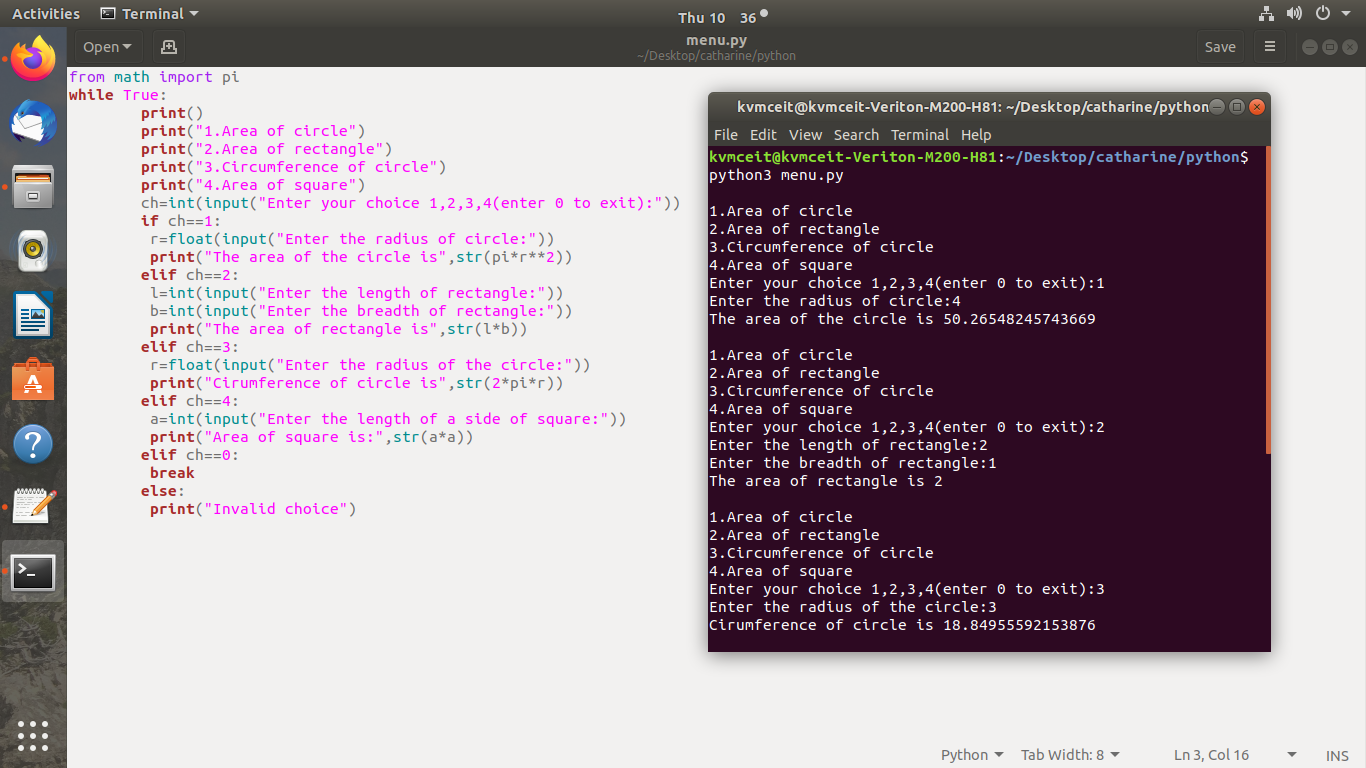 Activities Terminal Thu 10 36
Open menu.py Save
~/Desktop/catharine/python
from math import pi
while True:
        print()
        print("1.Area of circle")
        print("2.Area of rectangle")
        print("3.Circumference of circle")
        print("4.Area of square")
        ch=int(input("Enter your choice 1,2,3,4(enter 0 to exit):"))
        if ch==1:
         r=float(input("Enter the radius of circle:"))
         print("The area of the circle is",str(pi*r**2))
        elif ch==2:
         l=int(input("Enter the length of rectangle:"))
         b=int(input("Enter the breadth of rectangle:"))
         print("The area of rectangle is",str(l*b))
        elif ch==3:
         r=float(input("Enter the radius of the circle:"))
         print("Cirumference of circle is",str(2*pi*r))
        elif ch==4:
         a=int(input("Enter the length of a side of square:"))
         print("Area of square is:",str(a*a))
        elif ch==0:
         break
        else:
         print("Invalid choice")
kvmceit@kvmceit-Veriton-M200-H81: ~/Desktop/catharine/python
File Edit View Search Terminal Help
kvmceit@kvmceit-Veriton-M200-H81:~/Desktop/catharine/python$
python3 menu.py

1.Area of circle
2.Area of rectangle
3.Circumference of circle
4.Area of square
Enter your choice 1,2,3,4(enter 0 to exit):1
Enter the radius of circle:4
The area of the circle is 50.26548245743669

1.Area of circle
2.Area of rectangle
3.Circumference of circle
4.Area of square
Enter your choice 1,2,3,4(enter 0 to exit):2
Enter the length of rectangle:2
Enter the breadth of rectangle:1
The area of rectangle is 2

1.Area of circle
2.Area of rectangle
3.Circumference of circle
4.Area of square
Enter your choice 1,2,3,4(enter 0 to exit):3
Enter the radius of the circle:3
Cirumference of circle is 18.84955592153876
Python Tab Width: 8 Ln 3, Col 16 INS